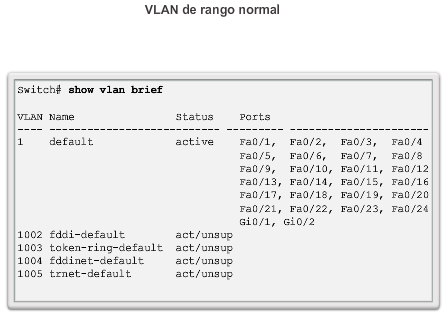 VLAN de rango normal
Switch# show vlan brief
VLAN Name Status Ports
---- -------------------------------- --------- -------------------------------
1 default active Fa0/1, Fa0/2, Fa0/3, Fa0/4
Fa0/5, Fa0/6, Fa0/7, Fa0/8
Fa0/9, Fa0/10, Fa0/11, Fa0/12
Fa0/13, Fa0/14, Fa0/15, Fa0/16
Fa0/17, Fa0/18, Fa0/19, Fa0/20
Fa0/21, Fa0/22, Fa0/23, Fa0/24
Gi0/1, Gi0/2
1002 fddi-default act/unsup
1003 token-ring-default act/unsup
1004 fddinet-default act/unsup
1005 trnet-default act/unsup